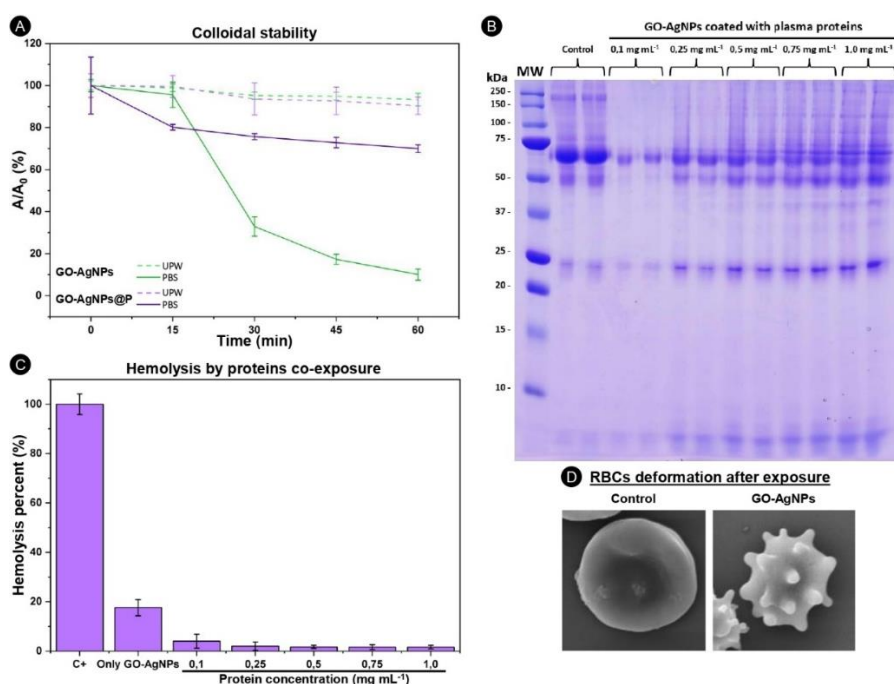 A
Colloidal stability
A/A₀ (%)
120
100
80
60
40
20
0
GO-AgNPs
UPW
PBS
GO-AgNPs@P
UPW
PBS
0
15
30
45
60
Time (min)
B
GO-AgNPs coated with plasma proteins
Control
0,1 mg mL⁻¹
0,25 mg mL⁻¹
0,5 mg mL⁻¹
0,75 mg mL⁻¹
1,0 mg mL⁻¹
kDa
MW
250 -
150 -
100 -
75 -
50 -
37 -
25 -
20 -
15 -
10 -
C
Hemolysis by proteins co-exposure
Hemolysis percent (%)
100
80
60
40
20
0
C+
Only GO-AgNPs
0,1
0,25
0,5
0,75
1,0
Protein concentration (mg mL⁻¹)
D
RBCs deformation after exposure
Control
GO-AgNPs